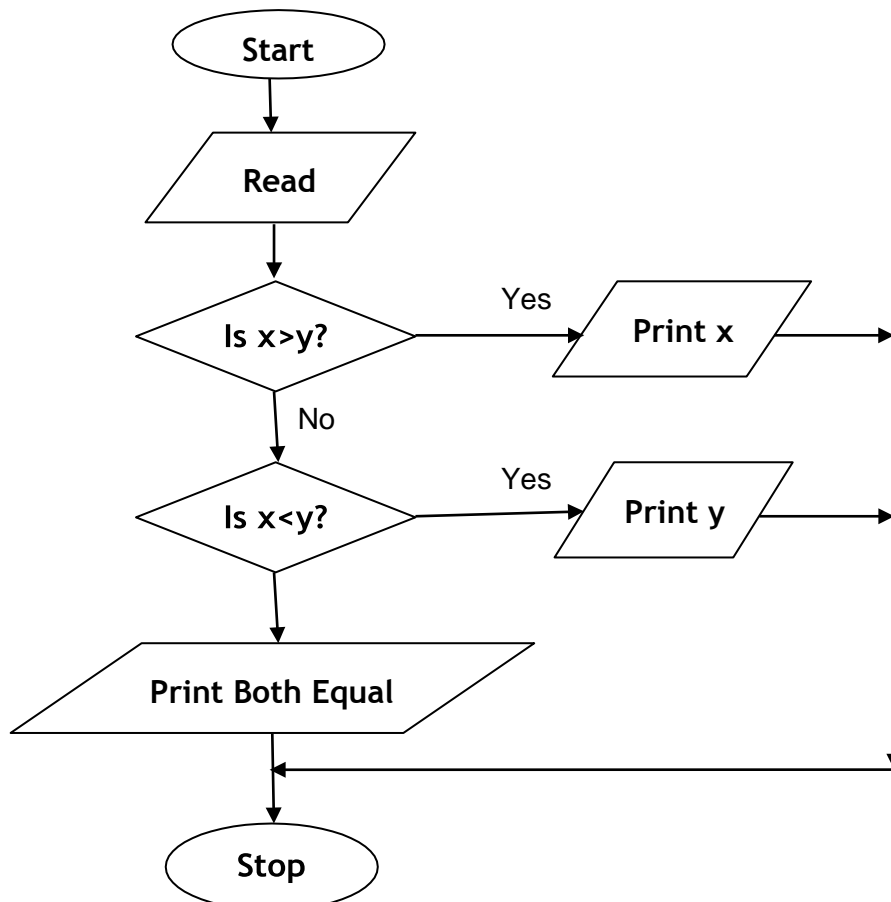 Start
Read
Is x>y?
Yes
Print x
No
Is x<y?
Yes
Print y
Print Both Equal
Stop